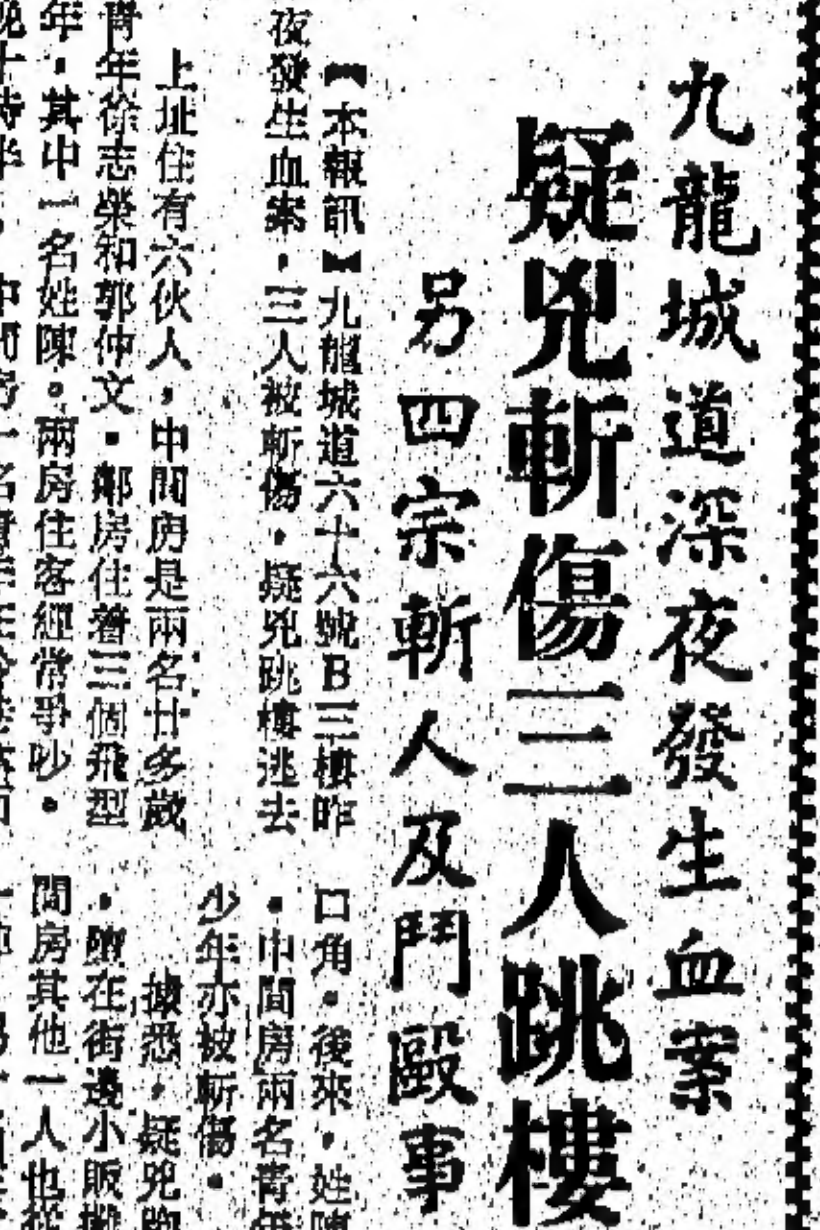 九龍城道深夜發生血案
疑兇斬傷三人跳樓
另四宗斬人及鬥毆事
【本報訊】九龍城道六十六號B三樓昨
夜發生血案，三人被斬傷，疑兇跳樓逃去
上址住有六伙人，中間房是兩名廿多歲
青年徐志榮和郭仲文，鄰房住着三個飛型
年，其中一名姓陳。兩房住客經常爭吵。
口角。後來，姓陳
，中間房兩名青年
少年亦被斬傷。
據悉，疑兇跳
，墮在街邊小販
間房其他一人也從